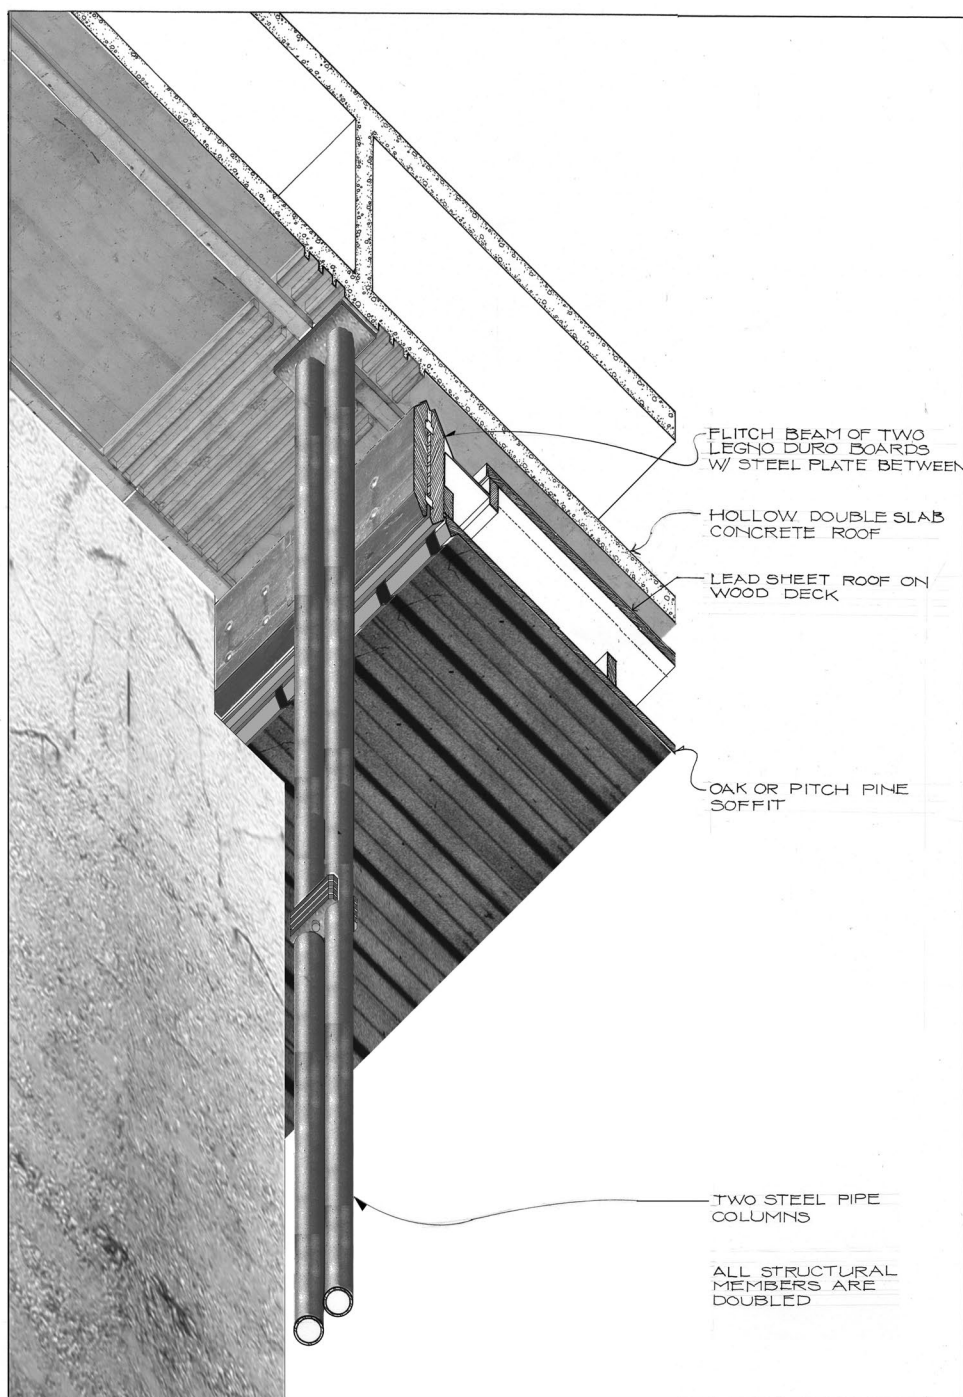 FLITCH BEAM OF TWO
LEGNO DURO BOARDS
W/ STEEL PLATE BETWEEN
HOLLOW DOUBLE SLAB
CONCRETE ROOF
LEAD SHEET ROOF ON
WOOD DECK
OAK OR PITCH PINE
SOFFIT
TWO STEEL PIPE
COLUMNS
ALL STRUCTURAL
MEMBERS ARE
DOUBLED